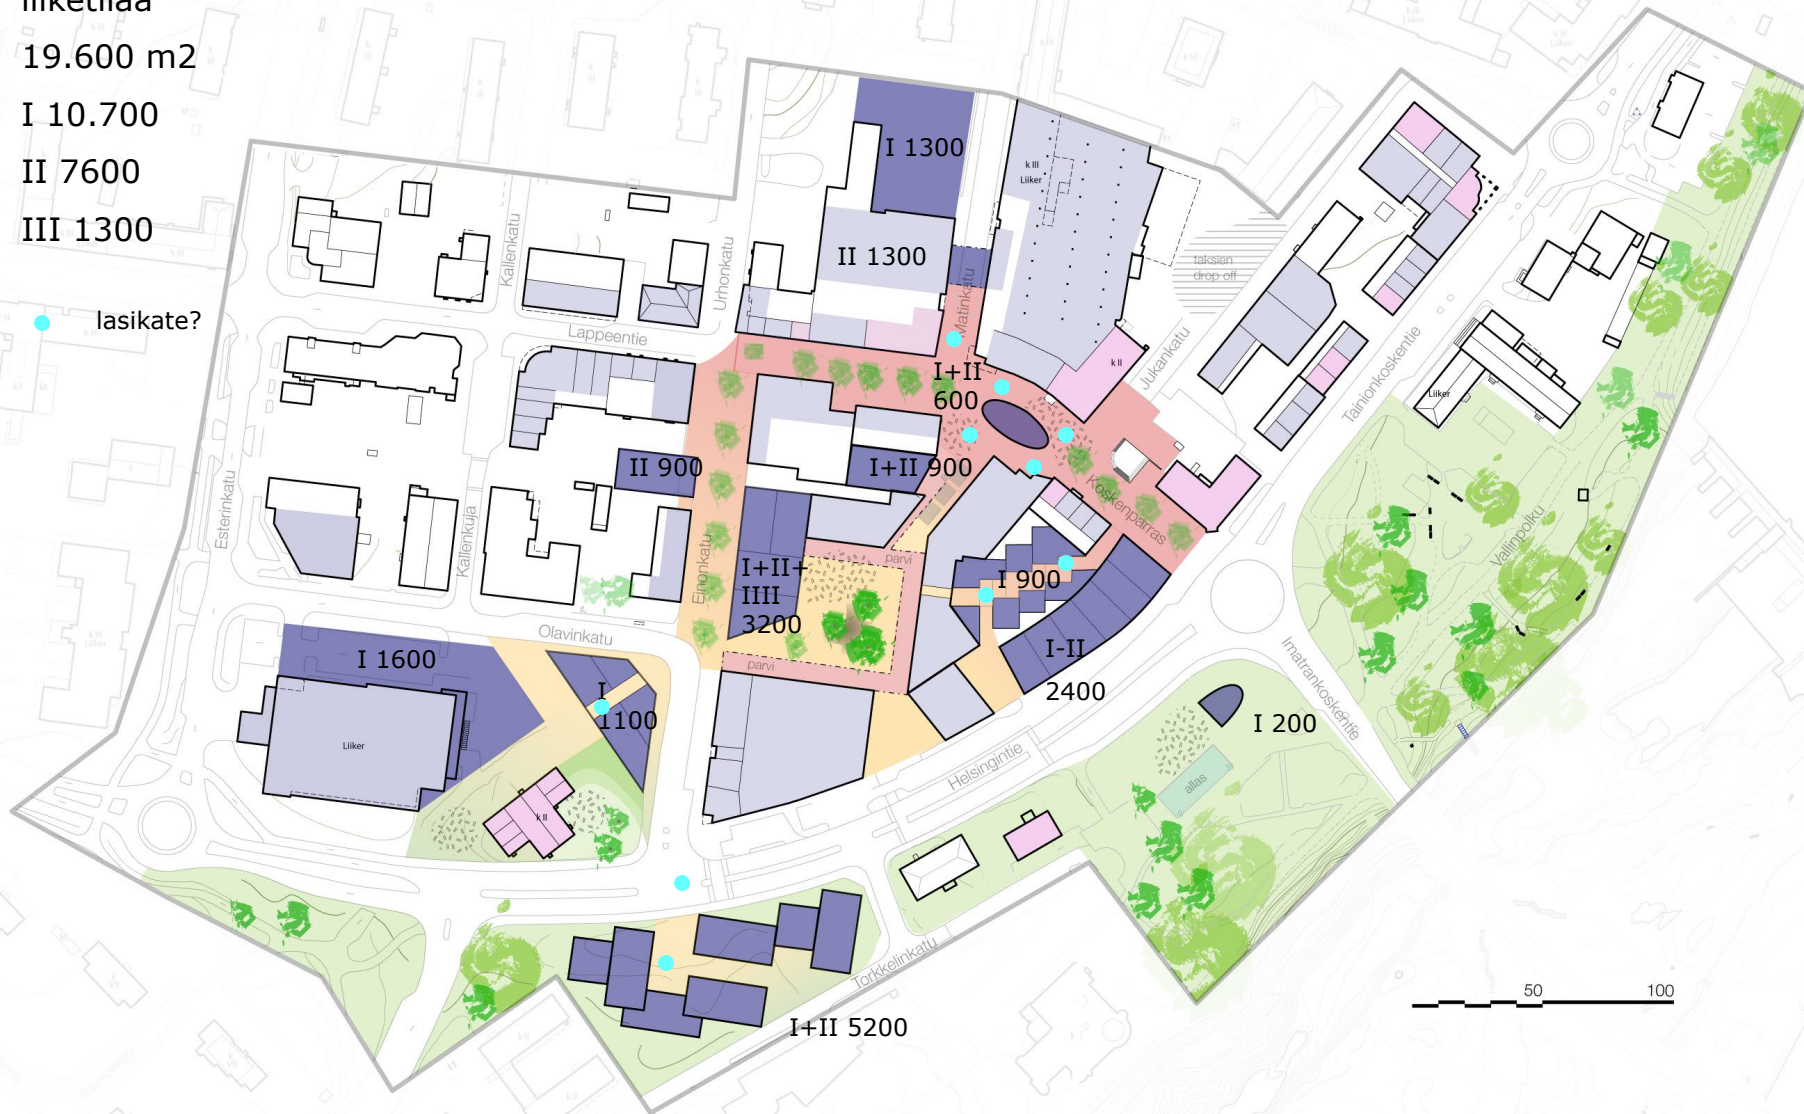 liiketilaa
19.600 m2
I 10.700
II 7600
III 1300
lasikate?
I 1300
II 1300
k III
Liiker
taksien
drop off
Kallenkatu
Urhonkatu
Matinkatu
Lappeentie
I+II
600
k II
Jukankatu
Tainionkoskentie
Liiker
II 900
I+II 900
Koskenparras
Esterinkatu
Kallenkuja
Einonkatu
parvi
I+II+
IIII
3200
I 900
Vallinpolku
Olavinkatu
parvi
I-II
2400
Imatrankoskentie
I 1600
I
1100
I 200
Liiker
Helsingintie
allas
k II
Torkkelinkatu
I+II 5200
50
100